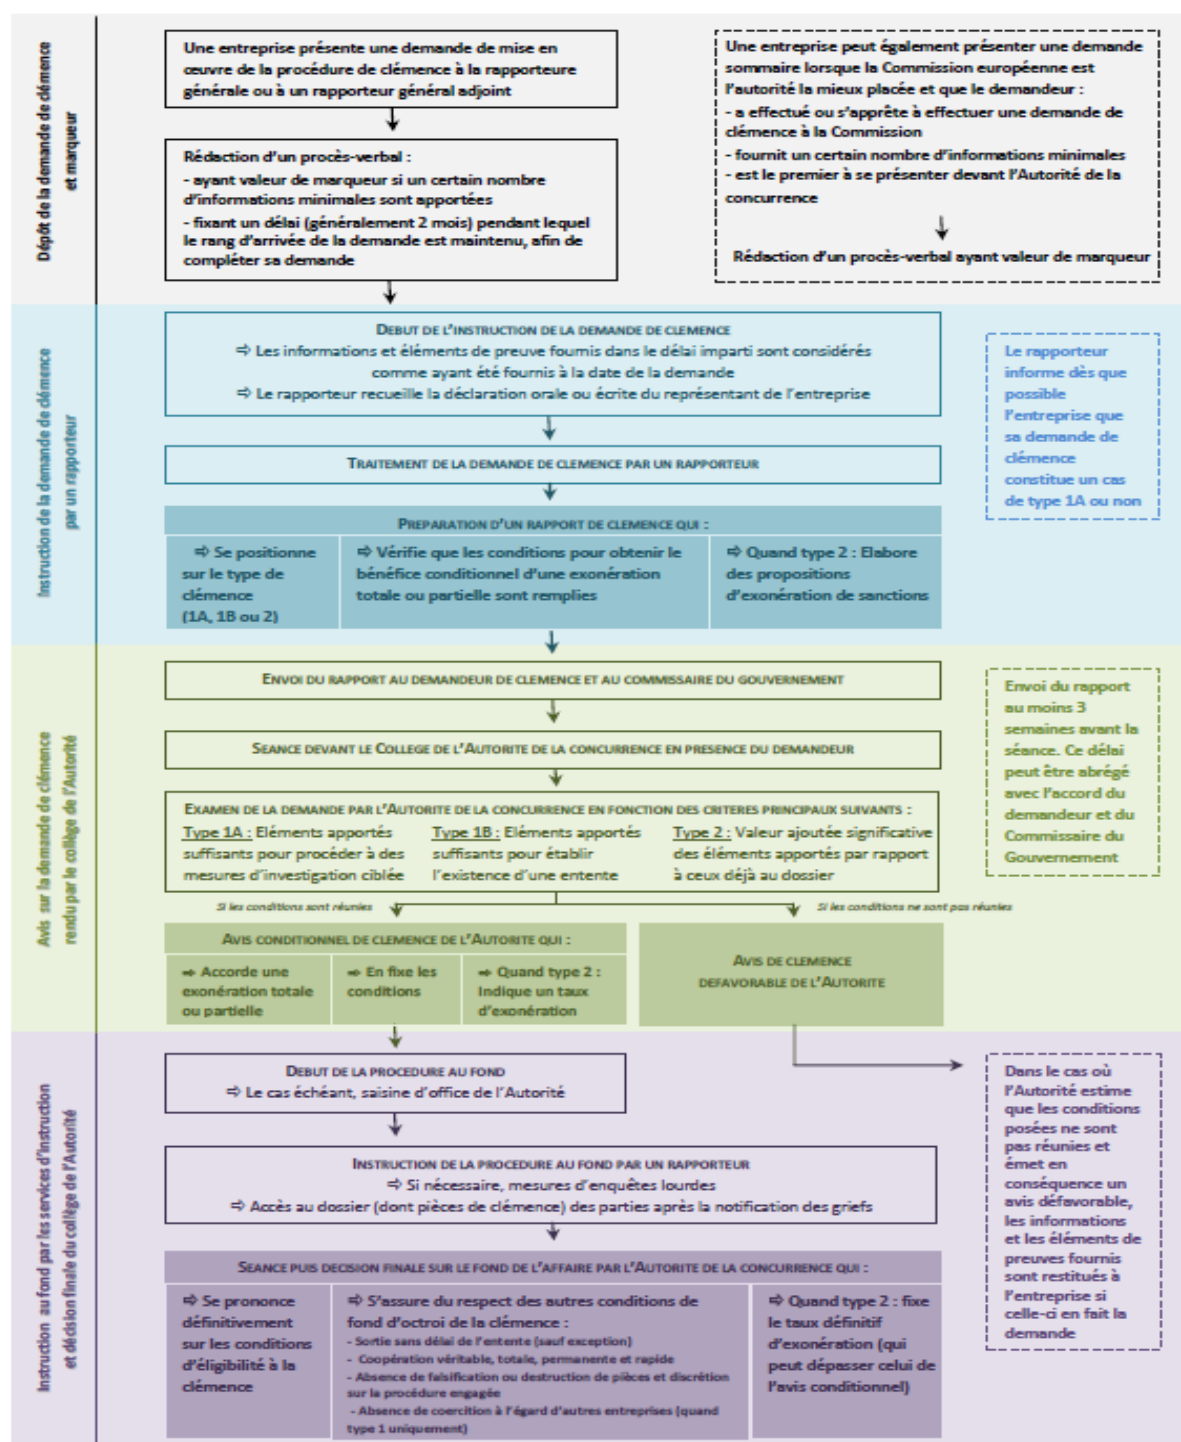 Dépôt de la demande de clémence
et marqueur
Une entreprise présente une demande de mise en
œuvre de la procédure de clémence à la rapporteure
générale ou à un rapporteur général adjoint
Rédaction d'un procès-verbal :
- ayant valeur de marqueur si un certain nombre
d'informations minimales sont apportées
- fixant un délai (généralement 2 mois) pendant lequel
le rang d'arrivée de la demande est maintenu, afin de
compléter sa demande
Une entreprise peut également présenter une demande
sommaire lorsque la Commission européenne est
l'autorité la mieux placée et que le demandeur :
- a effectué ou s'apprête à effectuer une demande de
clémence à la Commission
- fournit un certain nombre d'informations minimales
- est le premier à se présenter devant l'Autorité de la
concurrence
Rédaction d'un procès-verbal ayant valeur de marqueur
Instruction de la demande de clémence
par un rapporteur
DEBUT DE L'INSTRUCTION DE LA DEMANDE DE CLEMENCE
⇨ Les informations et éléments de preuve fournis dans le délai imparti sont considérés
comme ayant été fournis à la date de la demande
⇨ Le rapporteur recueille la déclaration orale ou écrite du représentant de l'entreprise
TRAITEMENT DE LA DEMANDE DE CLEMENCE PAR UN RAPPORTEUR
PREPARATION D'UN RAPPORT DE CLEMENCE QUI :
⇨ Se positionne
sur le type de
clémence
(1A, 1B ou 2)
⇨ Vérifie que les conditions pour obtenir le
bénéfice conditionnel d'une exonération
totale ou partielle sont remplies
⇨ Quand type 2 : Elabore
des propositions
d'exonération de sanctions
Le rapporteur
informe dès que
possible
l'entreprise que
sa demande de
clémence
constitue un cas
de type 1A ou non
Avis sur la demande de clémence
rendu par le collège de l'Autorité
ENVOI DU RAPPORT AU DEMANDEUR DE CLEMENCE ET AU COMMISSAIRE DU GOUVERNEMENT
SEANCE DEVANT LE COLLEGE DE L'AUTORITE DE LA CONCURRENCE EN PRESENCE DU DEMANDEUR
EXAMEN DE LA DEMANDE PAR L'AUTORITE DE LA CONCURRENCE EN FONCTION DES CRITERES PRINCIPAUX SUIVANTS :
Type 1A : Eléments apportés
suffisants pour procéder à des
mesures d'investigation ciblée
Type 1B : Eléments apportés
suffisants pour établir
l'existence d'une entente
Type 2 : Valeur ajoutée significative
des éléments apportés par rapport
à ceux déjà au dossier
Si les conditions sont réunies
Si les conditions ne sont pas réunies
AVIS CONDITIONNEL DE CLEMENCE DE L'AUTORITE QUI :
⇨ Accorde une
exonération totale
ou partielle
⇨ En fixe les
conditions
⇨ Quand type 2 :
Indique un taux
d'exonération
AVIS DE CLEMENCE
DEFAVORABLE DE L'AUTORITE
Envoi du rapport
au moins 3
semaines avant la
séance. Ce délai
peut être abrégé
avec l'accord du
demandeur et du
Commissaire du
Gouvernement
Instruction au fond par les services d'instruction
et décision finale du collège de l'Autorité
DEBUT DE LA PROCEDURE AU FOND
⇨ Le cas échéant, saisine d'office de l'Autorité
INSTRUCTION DE LA PROCEDURE AU FOND PAR UN RAPPORTEUR
⇨ Si nécessaire, mesures d'enquêtes lourdes
⇨ Accès au dossier (dont pièces de clémence) des parties après la notification des griefs
SEANCE PUIS DECISION FINALE SUR LE FOND DE L'AFFAIRE PAR L'AUTORITE DE LA CONCURRENCE QUI :
⇨ Se prononce
définitivement
sur les conditions
d'éligibilité à la
clémence
⇨ S'assure du respect des autres conditions de
fond d'octroi de la clémence :
- Sortie sans délai de l'entente (sauf exception)
- Coopération véritable, totale, permanente et rapide
- Absence de falsification ou destruction de pièces et discrétion
sur la procédure engagée
- Absence de coercition à l'égard d'autres entreprises (quand
type 1 uniquement)
⇨ Quand type 2 : fixe
le taux définitif
d'exonération (qui
peut dépasser celui de
l'avis conditionnel)
Dans le cas où
l'Autorité estime
que les conditions
posées ne sont
pas réunies et
émet en
conséquence un
avis défavorable,
les informations
et les éléments de
preuves fournis
sont restitués à
l'entreprise si
celle-ci en fait la
demande